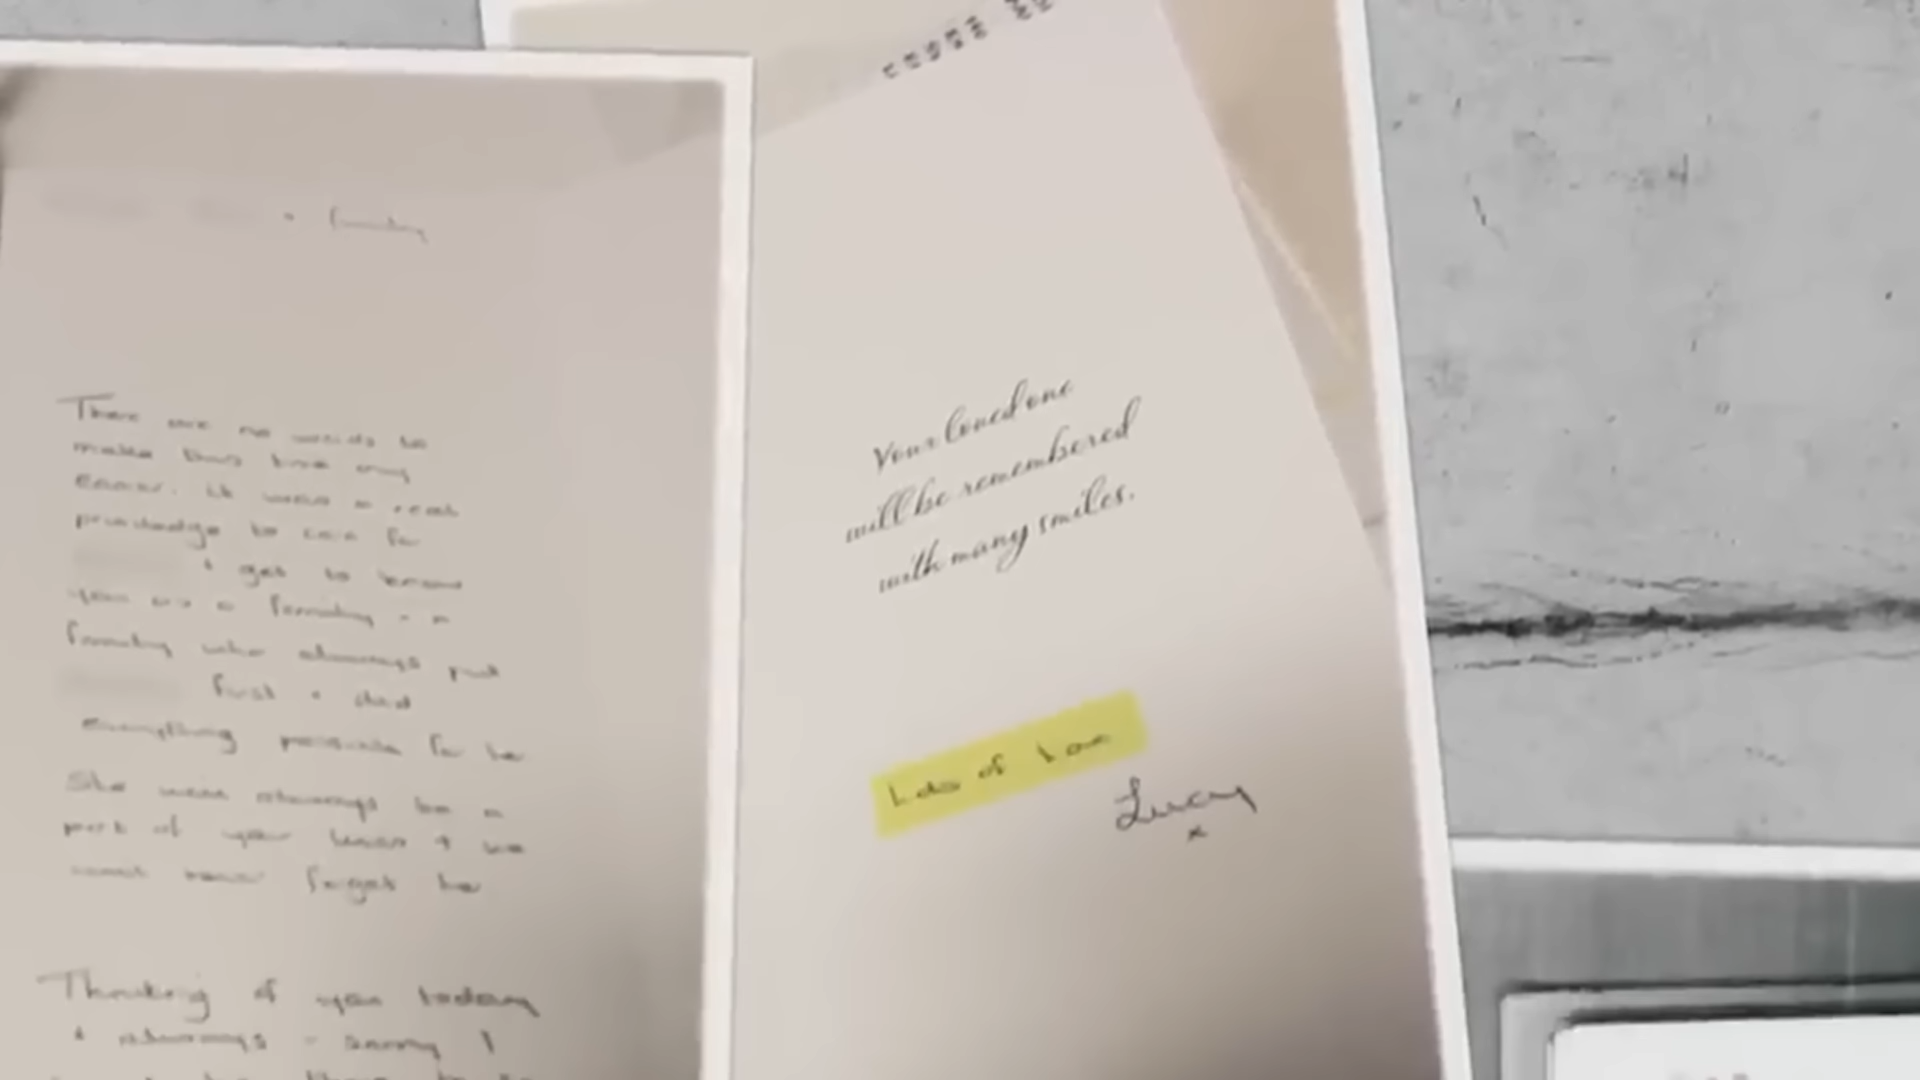 + family
There are no words to
make this time any
easier. It was a real
priviledge to care for
+ get to know
you as a family - a
family who always put
first + did
everything possible for her
She will always be a
part of your lives + we
will never forget her
Thinking of you today
+ always - sorry I
Your loved one
will be remembered
with many smiles.
Lots of Love
Lucy
x